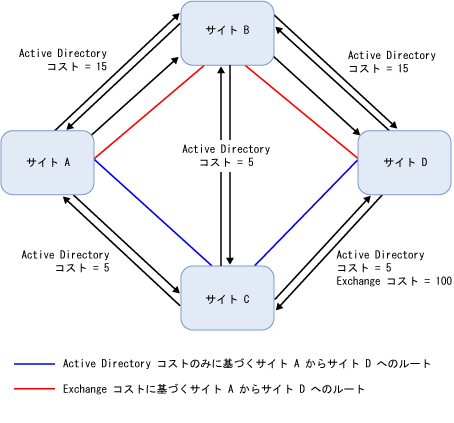 サイト B
Active Directory
コスト = 15
Active Directory
コスト = 15
サイト A
Active Directory
コスト = 5
サイト D
Active Directory
コスト = 5
Active Directory
コスト = 5
Exchange コスト = 100
サイト C
Active Directory コストのみに基づくサイト A からサイト D へのルート
Exchange コストに基づくサイト A からサイト D へのルート